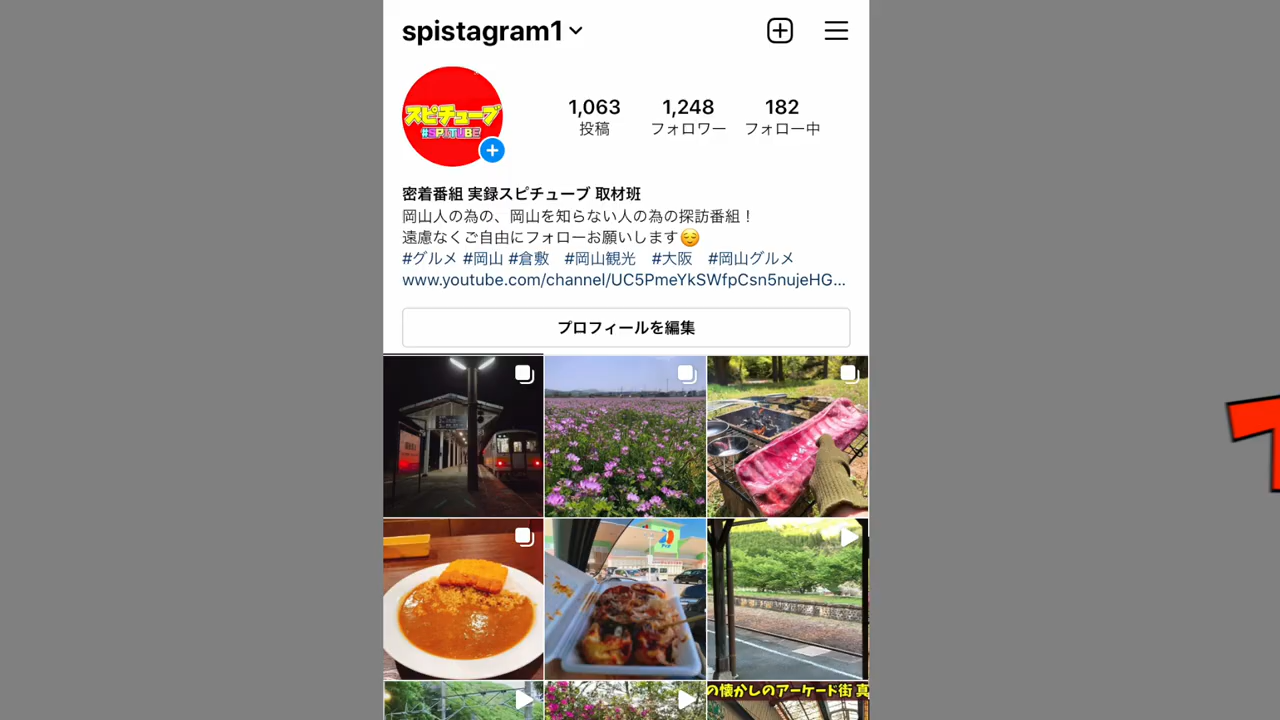 spistagram1
スピチューブ
#SPITUBE
1,063
投稿
1,248
フォロワー
182
フォロー中
密着番組 実録スピチューブ 取材班
岡山人の為の、岡山を知らない人の為の探訪番組！
遠慮なくご自由にフォローお願いします😌
#グルメ #岡山 #倉敷　#岡山観光　#大阪　#岡山グルメ
www.youtube.com/channel/UC5PmeYkSWfpCsn5nujeHG...
プロフィールを編集
の懐かしのアーケード街 真